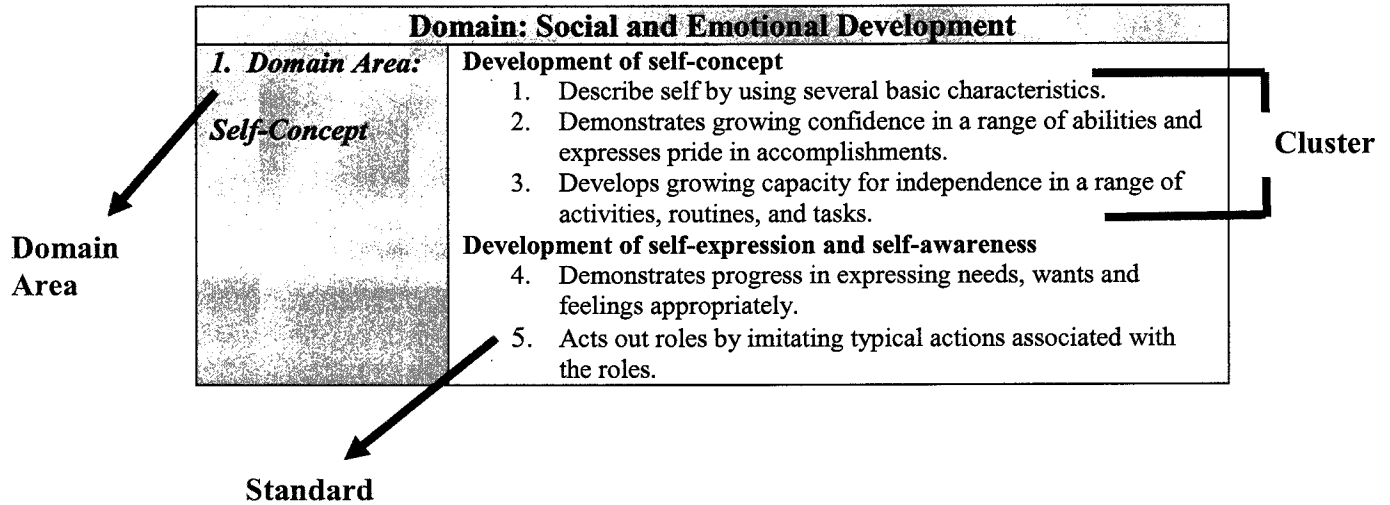 Domain: Social and Emotional Development
1. Domain Area:
Self-Concept
Development of self-concept
1. Describe self by using several basic characteristics.
2. Demonstrates growing confidence in a range of abilities and
expresses pride in accomplishments.
3. Develops growing capacity for independence in a range of
activities, routines, and tasks.
Development of self-expression and self-awareness
4. Demonstrates progress in expressing needs, wants and
feelings appropriately.
5. Acts out roles by imitating typical actions associated with
the roles.
Cluster
Domain
Area
Standard